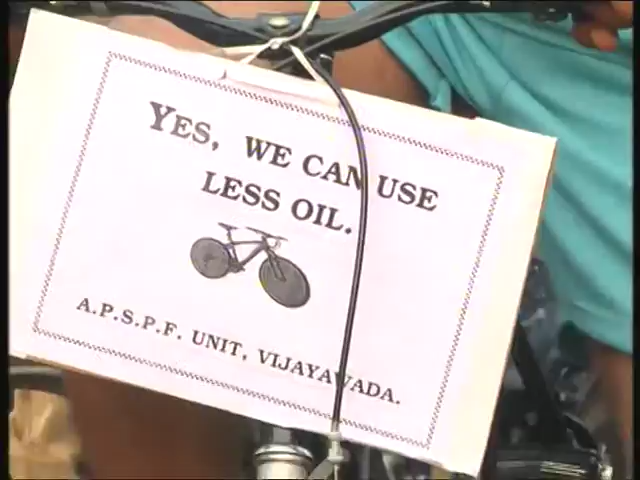 YES, WE CAN USE
LESS OIL.
A.P.S.P.F. UNIT, VIJAYAWADA.